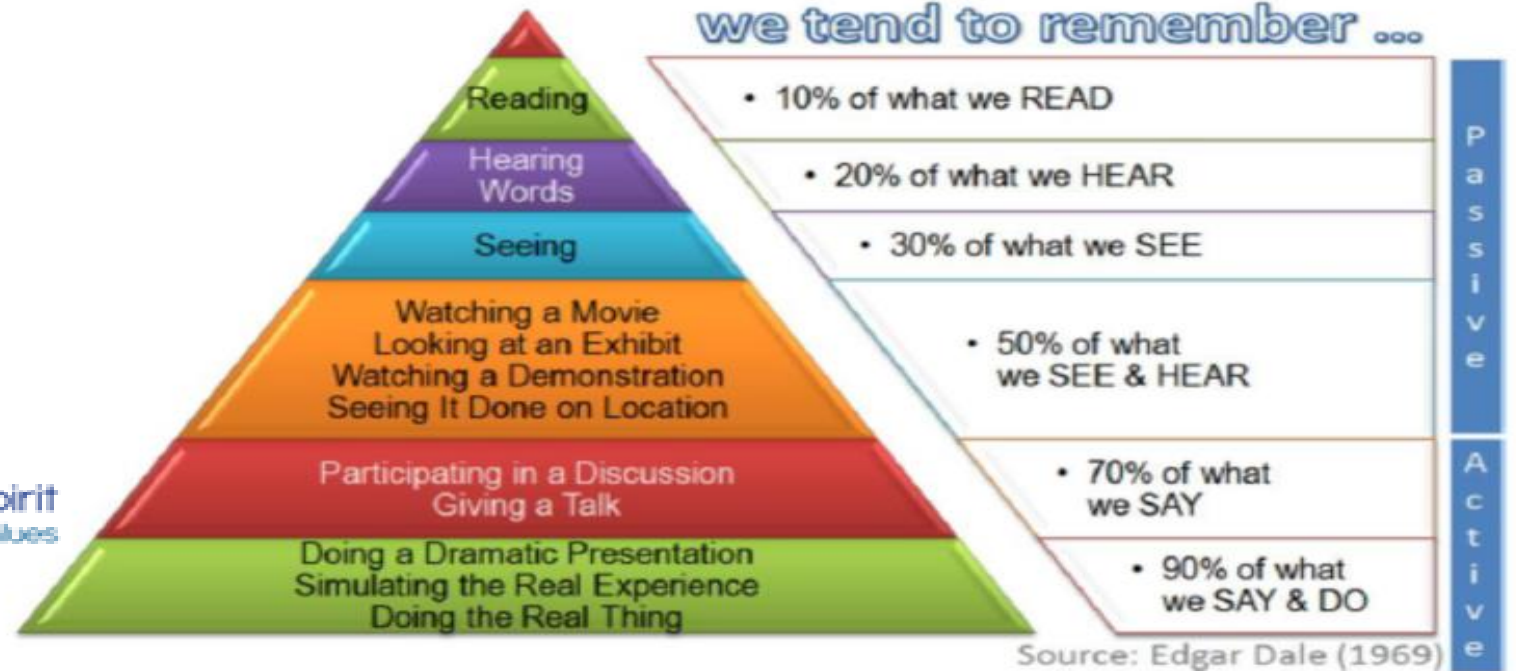 we tend to remember ...
Reading
• 10% of what we READ
Hearing
Words
• 20% of what we HEAR
Seeing
• 30% of what we SEE
Watching a Movie
Looking at an Exhibit
Watching a Demonstration
Seeing It Done on Location
• 50% of what
we SEE & HEAR
Participating in a Discussion
Giving a Talk
• 70% of what
we SAY
Doing a Dramatic Presentation
Simulating the Real Experience
Doing the Real Thing
• 90% of what
we SAY & DO
Passive
Active
Source: Edgar Dale (1969)